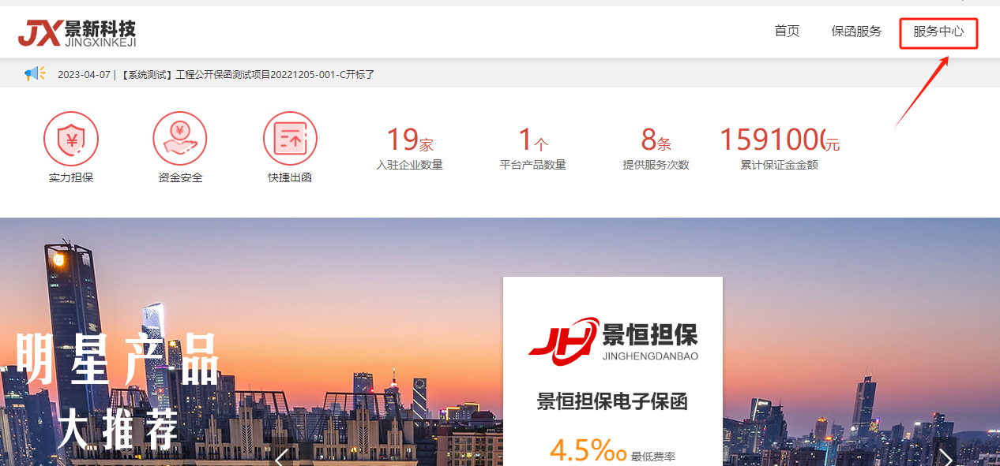 JX 景新科技 JINGXINKEJI
首页 保函服务 服务中心
2023-04-07 | 【系统测试】工程公开保函测试项目20221205-001-C开标了
19家 1个 8条 1591000元
实力担保 资金安全 快捷出函 入驻企业数量 平台产品数量 提供服务次数 累计保证金金额
明星产品
大推荐
JH 景恒担保
JINGHENGDANBAO
景恒担保电子保函
4.5‰ 最低费率